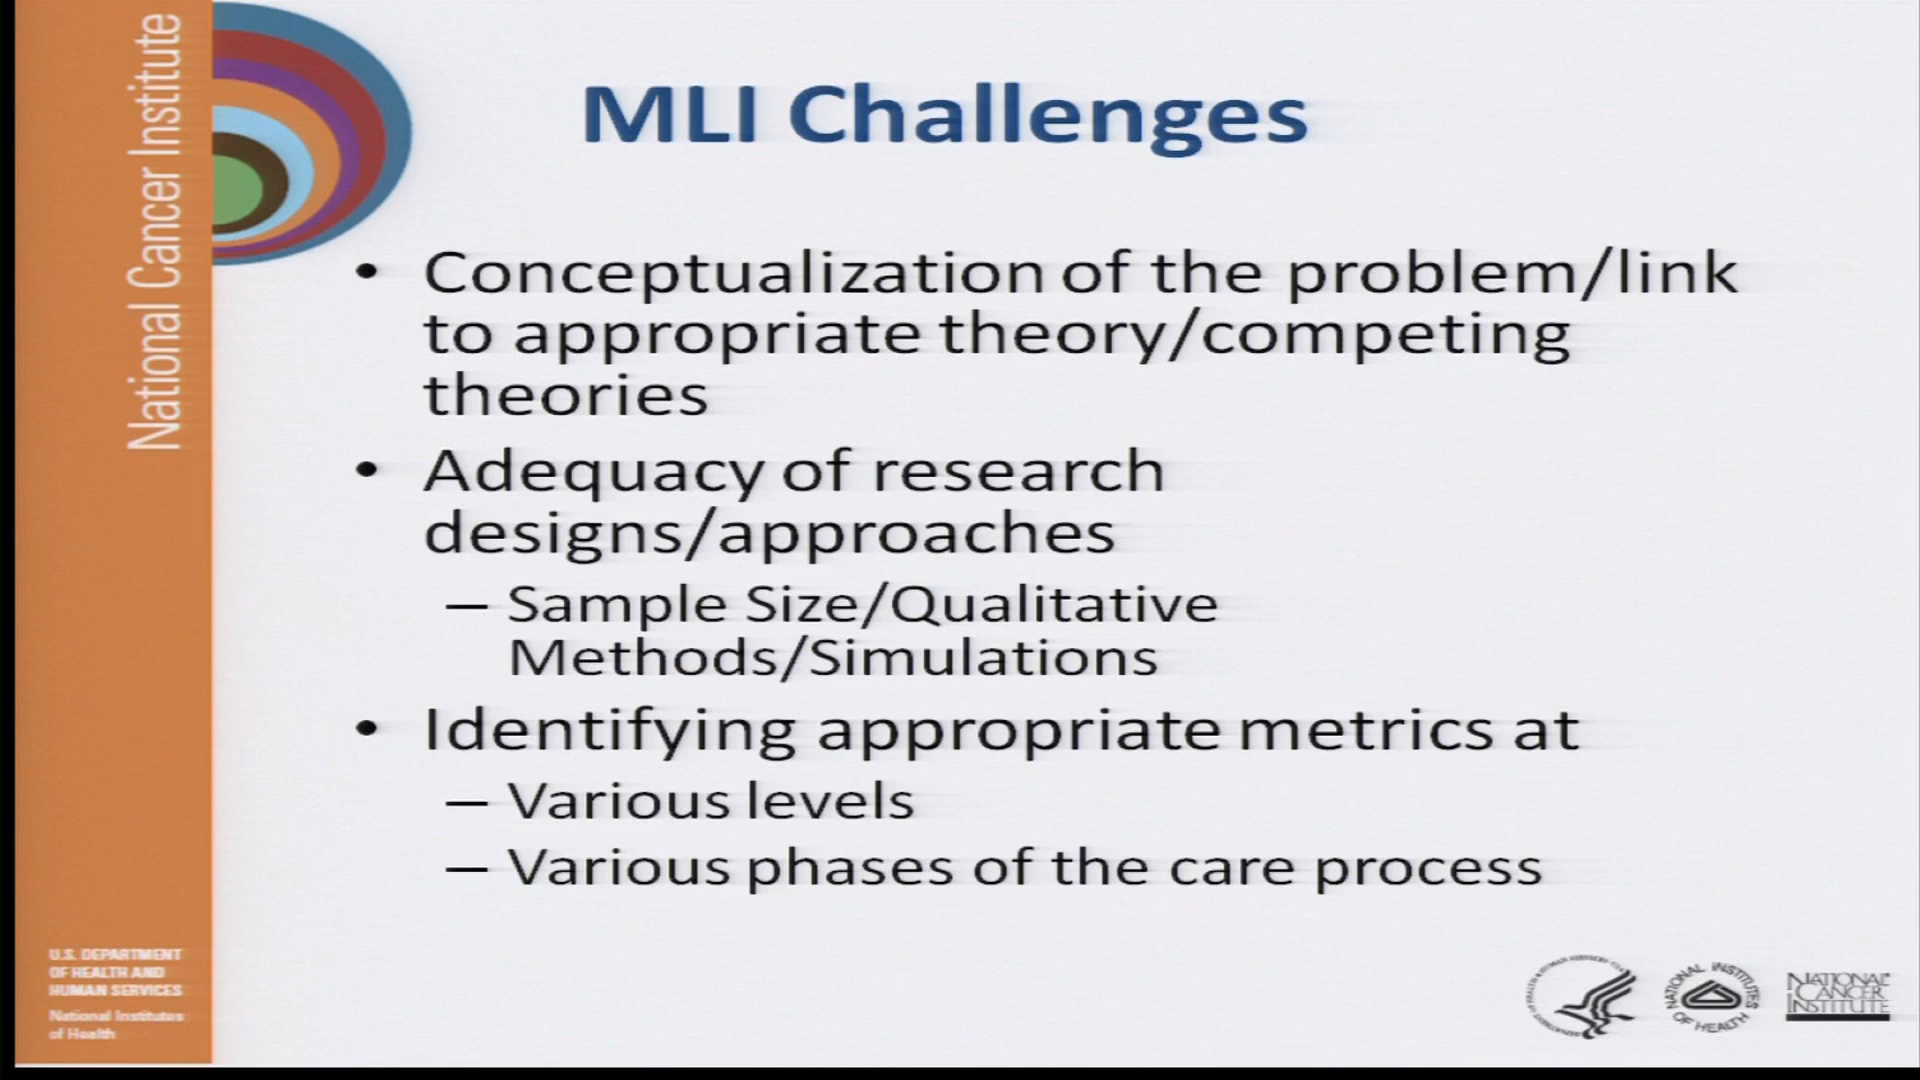 National Cancer Institute
MLI Challenges
• Conceptualization of the problem/link
to appropriate theory/competing
theories
• Adequacy of research
designs/approaches
– Sample Size/Qualitative
Methods/Simulations
• Identifying appropriate metrics at
– Various levels
– Various phases of the care process
U.S. DEPARTMENT
OF HEALTH AND
HUMAN SERVICES
National Institutes
of Health
NATIONAL INSTITUTES
OF HEALTH
NATIONAL
CANCER
INSTITUTE